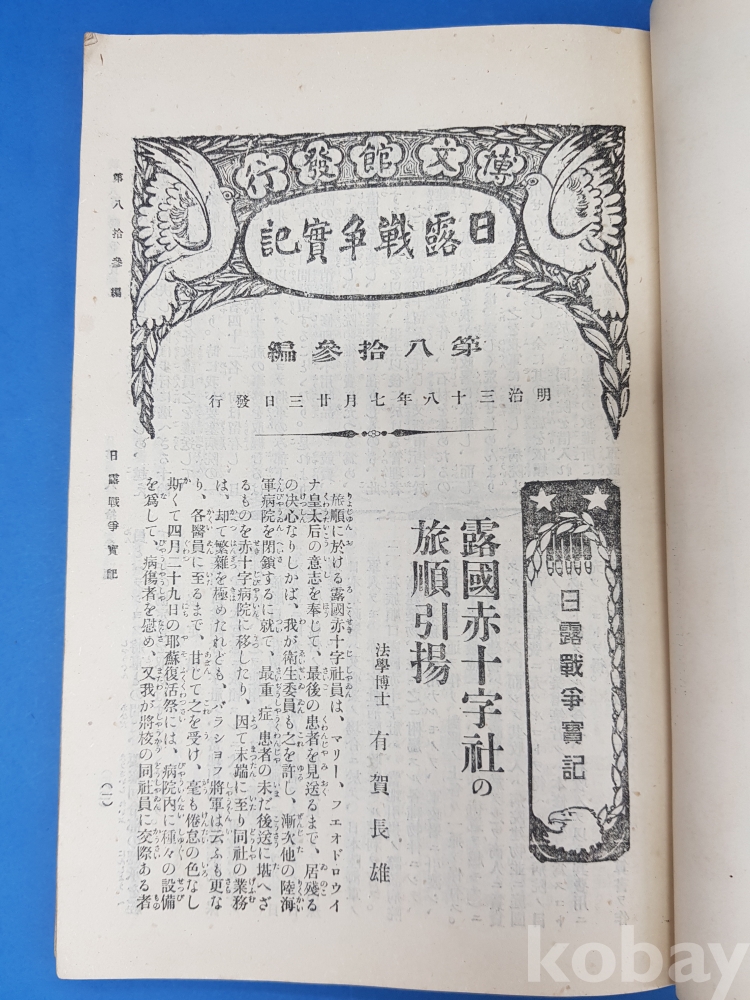 博文館發行
日露戰爭實記
第八拾參編
明治三十八年七月廿三日發行
日露戰爭實記
露國赤十字社の
旅順引揚
法學博士 有賀長雄
旅順に於ける露國赤十字社員は、マリー、フエオドロウイ
ナ皇太后の意志を奉じて、最後の患者を見送るまで、居殘る
の决心なりしかば、我が衛生委員も之を許し、漸次他の陸海
軍病院を閉鎖するに就て、最重症患者の未だ後送に堪へざ
るものを赤十字病院に移したり、因て末端に至り同社の業務
は、却て繁雜を極めたれども、バラショフ將軍は云ふも更な
り、各醫員に至るまで、甘じて之を受け、毫も倦怠の色なし
斯くて四月二十九日の耶蘇復活祭には、病院内に種々の設備
を爲して、病傷者を慰め、又我が將校の同社員に交際ある者
第八拾參編
日露戰爭實記
(一)
kobay